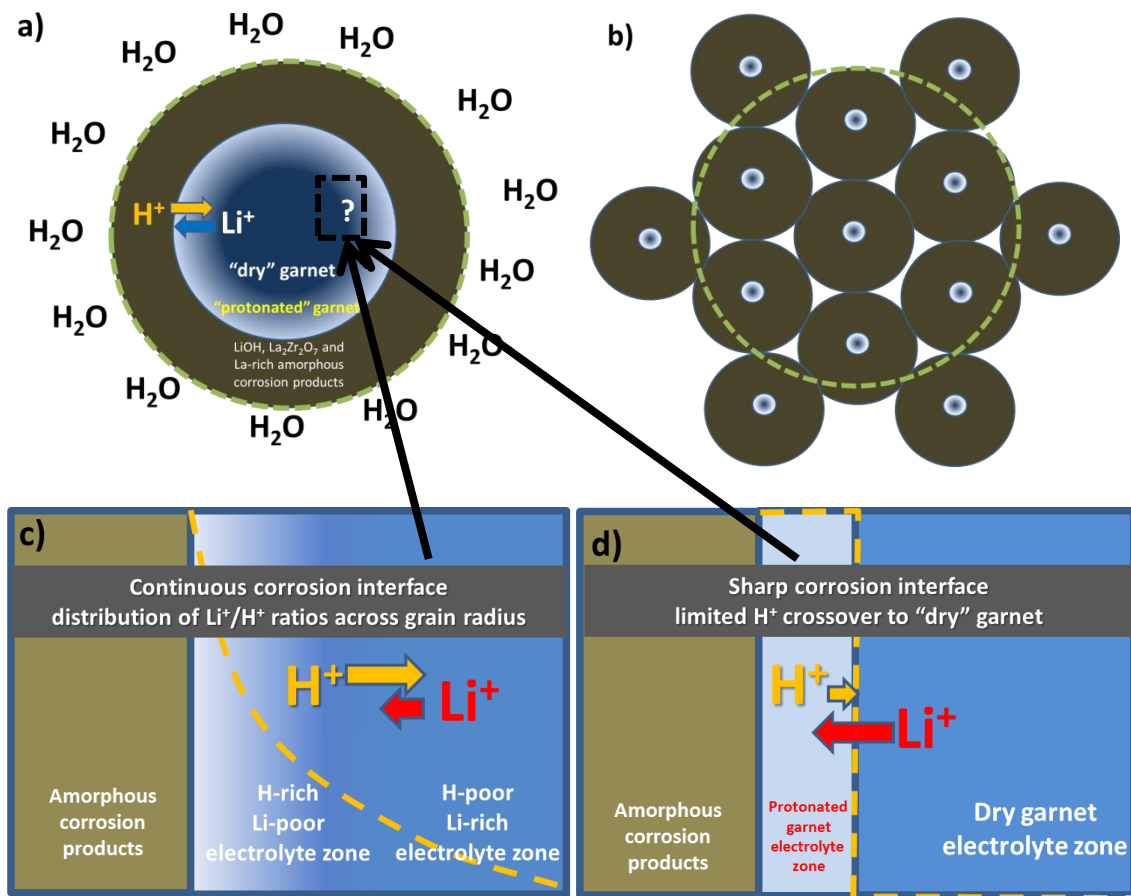 a)
H₂O
H₂O
H₂O
H₂O
H₂O
H₂O
H₂O
H₂O
H₂O
H₂O
H₂O
H₂O
H₂O
H₂O
H⁺
Li⁺
?
“dry” garnet
“protonated” garnet
LiOH, La₂Zr₂O₇ and
La-rich amorphous
corrosion products
b)
c)
Continuous corrosion interface
distribution of Li⁺/H⁺ ratios across grain radius
H⁺
Li⁺
Amorphous
corrosion
products
H-rich
Li-poor
electrolyte zone
H-poor
Li-rich
electrolyte zone
d)
Sharp corrosion interface
limited H⁺ crossover to “dry” garnet
H⁺
Li⁺
Amorphous
corrosion
products
Protonated
garnet
electrolyte
zone
Dry garnet
electrolyte zone